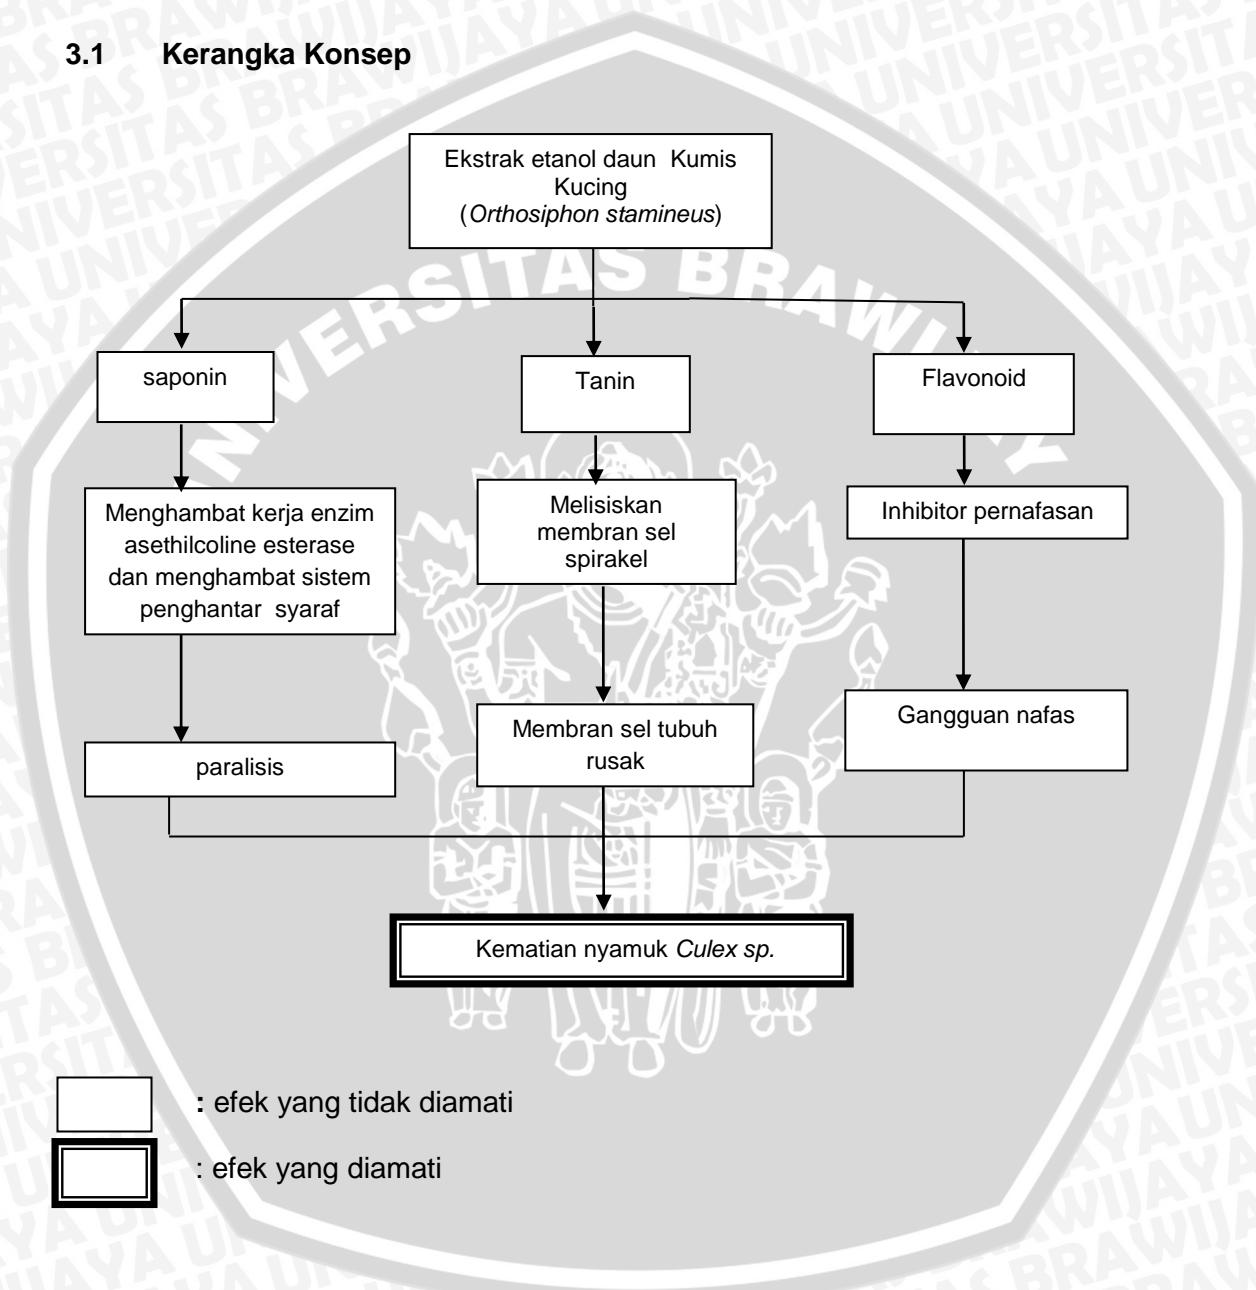 3.1 Kerangka Konsep
Ekstrak etanol daun Kumis
Kucing
(Orthosiphon stamineus)
UNIVERSITAS BRAWIJAYA
saponin
Tanin
Flavonoid
Menghambat kerja enzim
asethilcoline esterase
dan menghambat sistem
penghantar syaraf
Melisiskan
membran sel
spirakel
Inhibitor pernafasan
paralisis
Membran sel tubuh
rusak
Gangguan nafas
Kematian nyamuk Culex sp.
: efek yang tidak diamati
: efek yang diamati